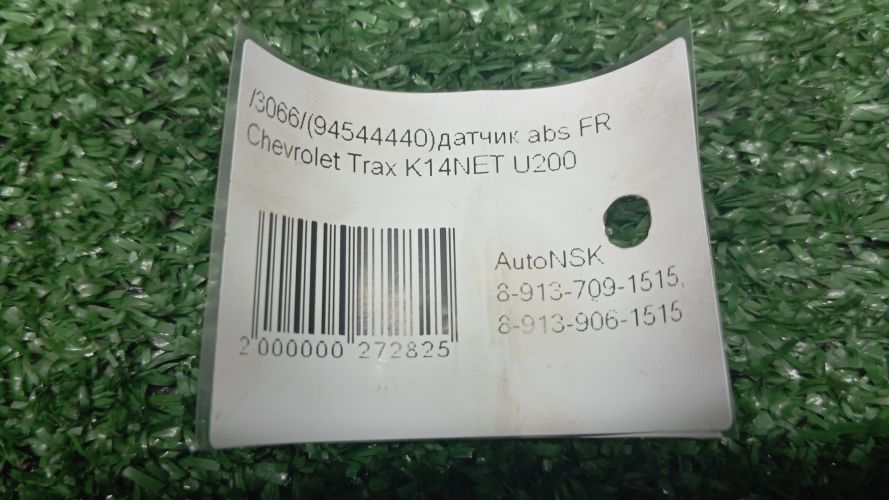 /3066/(94544440)датчик abs FR
Chevrolet Trax K14NET U200
AutoNSK
8-913-709-1515,
8-913-906-1515
2 000000 272825